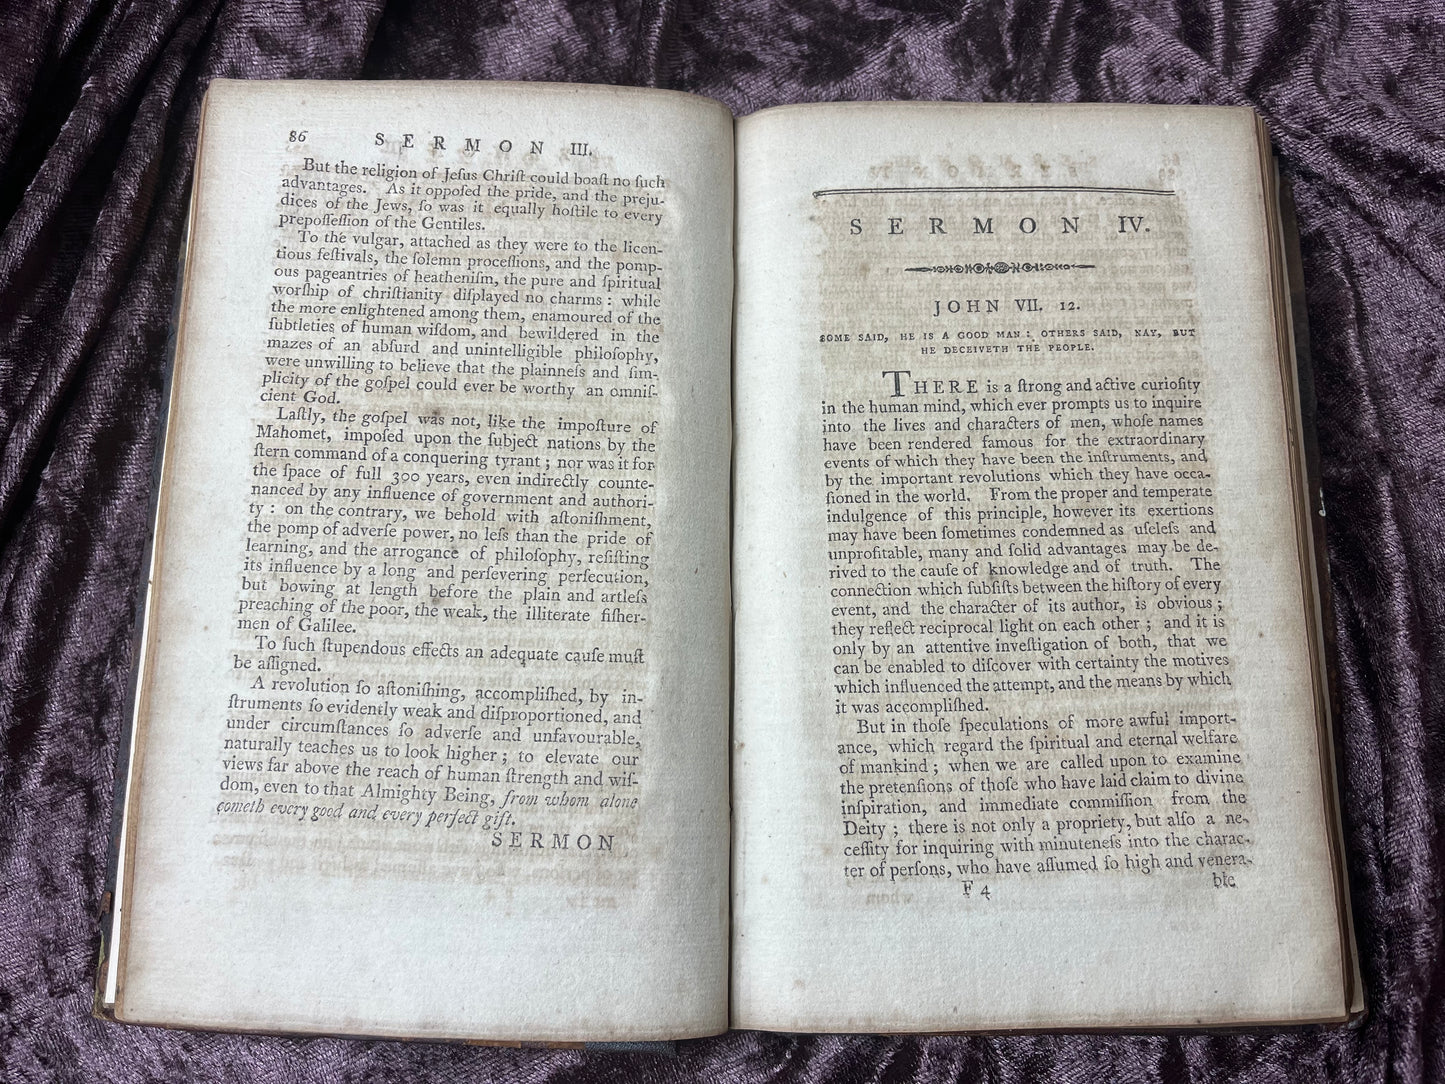 86 SERMON III.
But the religion of Jeſus Chriſt could boaſt no ſuch
advantages. As it oppoſed the pride, and the preju-
dices of the Jews, ſo was it equally hoſtile to every
prepoſſeſſion of the Gentiles.
To the vulgar, attached as they were to the licen-
tious feſtivals, the ſolemn proceſſions, and the pomp-
ous pageantries of heatheniſm, the pure and ſpiritual
worſhip of chriſtianity diſplayed no charms : while
the more enlightened among them, enamoured of the
ſubtleties of human wiſdom, and bewildered in the
mazes of an abſurd and unintelligible philoſophy,
were unwilling to believe that the plainneſs and ſim-
plicity of the goſpel could ever be worthy an omniſ-
cient God.
Laſtly, the goſpel was not, like the impoſture of
Mahomet, impoſed upon the ſubject nations by the
ſtern command of a conquering tyrant ; nor was it for
the ſpace of full 300 years, even indirectly counte-
nanced by any influence of government and authori-
ty : on the contrary, we behold with aſtoniſhment,
the pomp of adverſe power, no leſs than the pride of
learning, and the arrogance of philoſophy, reſiſting
its influence by a long and perſevering perſecution,
but bowing at length before the plain and artleſs
preaching of the poor, the weak, the illiterate fiſher-
men of Galilee.
To ſuch ſtupendous effects an adequate cauſe muſt
be aſſigned.
A revolution ſo aſtoniſhing, accompliſhed, by in-
ſtruments ſo evidently weak and diſproportioned, and
under circumſtances ſo adverſe and unfavourable,
naturally teaches us to look higher ; to elevate our
views far above the reach of human ſtrength and wiſ-
dom, even to that Almighty Being, from whom alone
cometh every good and every perfect gift.
SERMON
SERMON IV.
JOHN VII. 12.
SOME SAID, HE IS A GOOD MAN : OTHERS SAID, NAY, BUT
HE DECEIVETH THE PEOPLE.
THERE is a ſtrong and active curioſity
in the human mind, which ever prompts us to inquire
into the lives and characters of men, whoſe names
have been rendered famous for the extraordinary
events of which they have been the inſtruments, and
by the important revolutions which they have occa-
ſioned in the world. From the proper and temperate
indulgence of this principle, however its exertions
may have been ſometimes condemned as uſeleſs and
unprofitable, many and ſolid advantages may be de-
rived to the cauſe of knowledge and of truth. The
connection which ſubſiſts between the hiſtory of every
event, and the character of its author, is obvious ;
they reflect reciprocal light on each other ; and it is
only by an attentive inveſtigation of both, that we
can be enabled to diſcover with certainty the motives
which influenced the attempt, and the means by which
it was accompliſhed.
But in thoſe ſpeculations of more awful import-
ance, which regard the ſpiritual and eternal welfare
of mankind ; when we are called upon to examine
the pretenſions of thoſe who have laid claim to divine
inſpiration, and immediate commiſſion from the
Deity ; there is not only a propriety, but alſo a ne-
ceſſity for inquiring with minuteneſs into the charac-
ter of perſons, who have aſſumed ſo high and venera-
F 4 ble